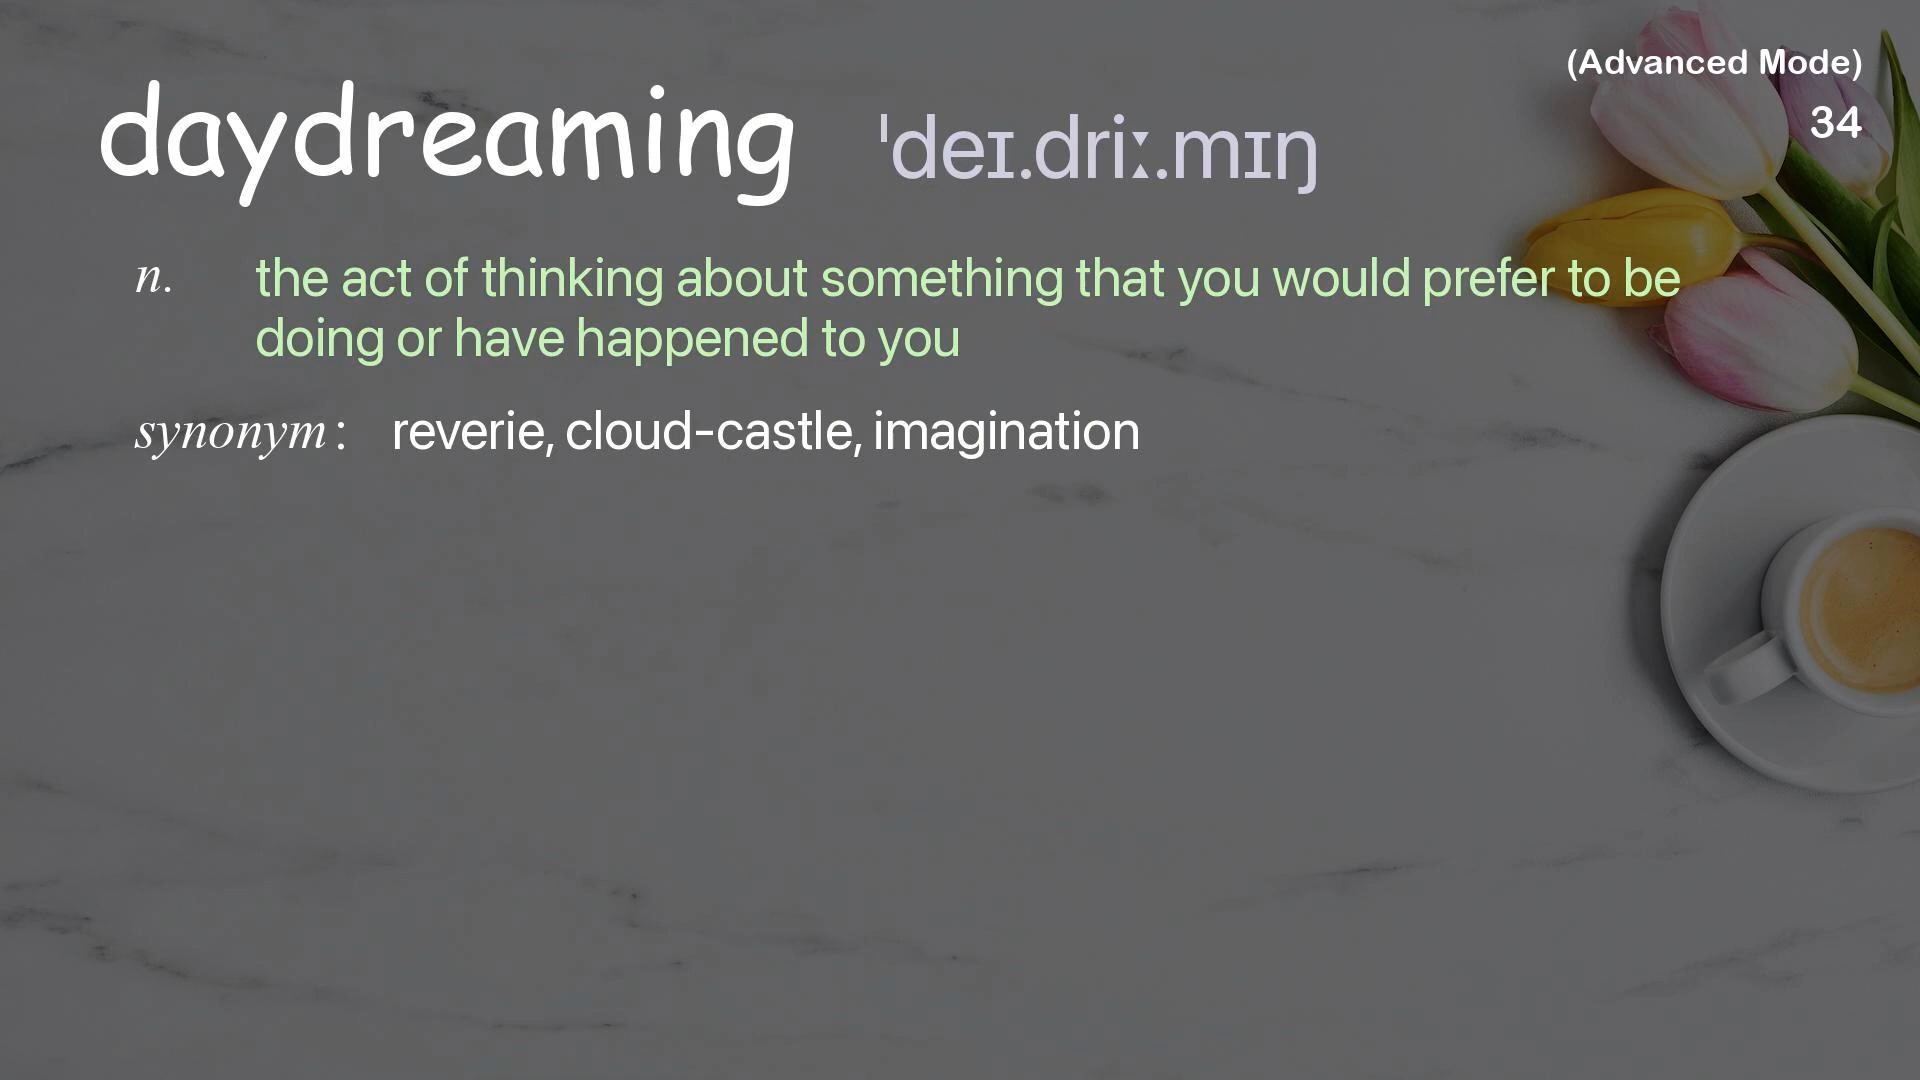 (Advanced Mode)
daydreaming ˈdeɪ.driː.mɪŋ
34
n. the act of thinking about something that you would prefer to be
doing or have happened to you
synonym: reverie, cloud-castle, imagination